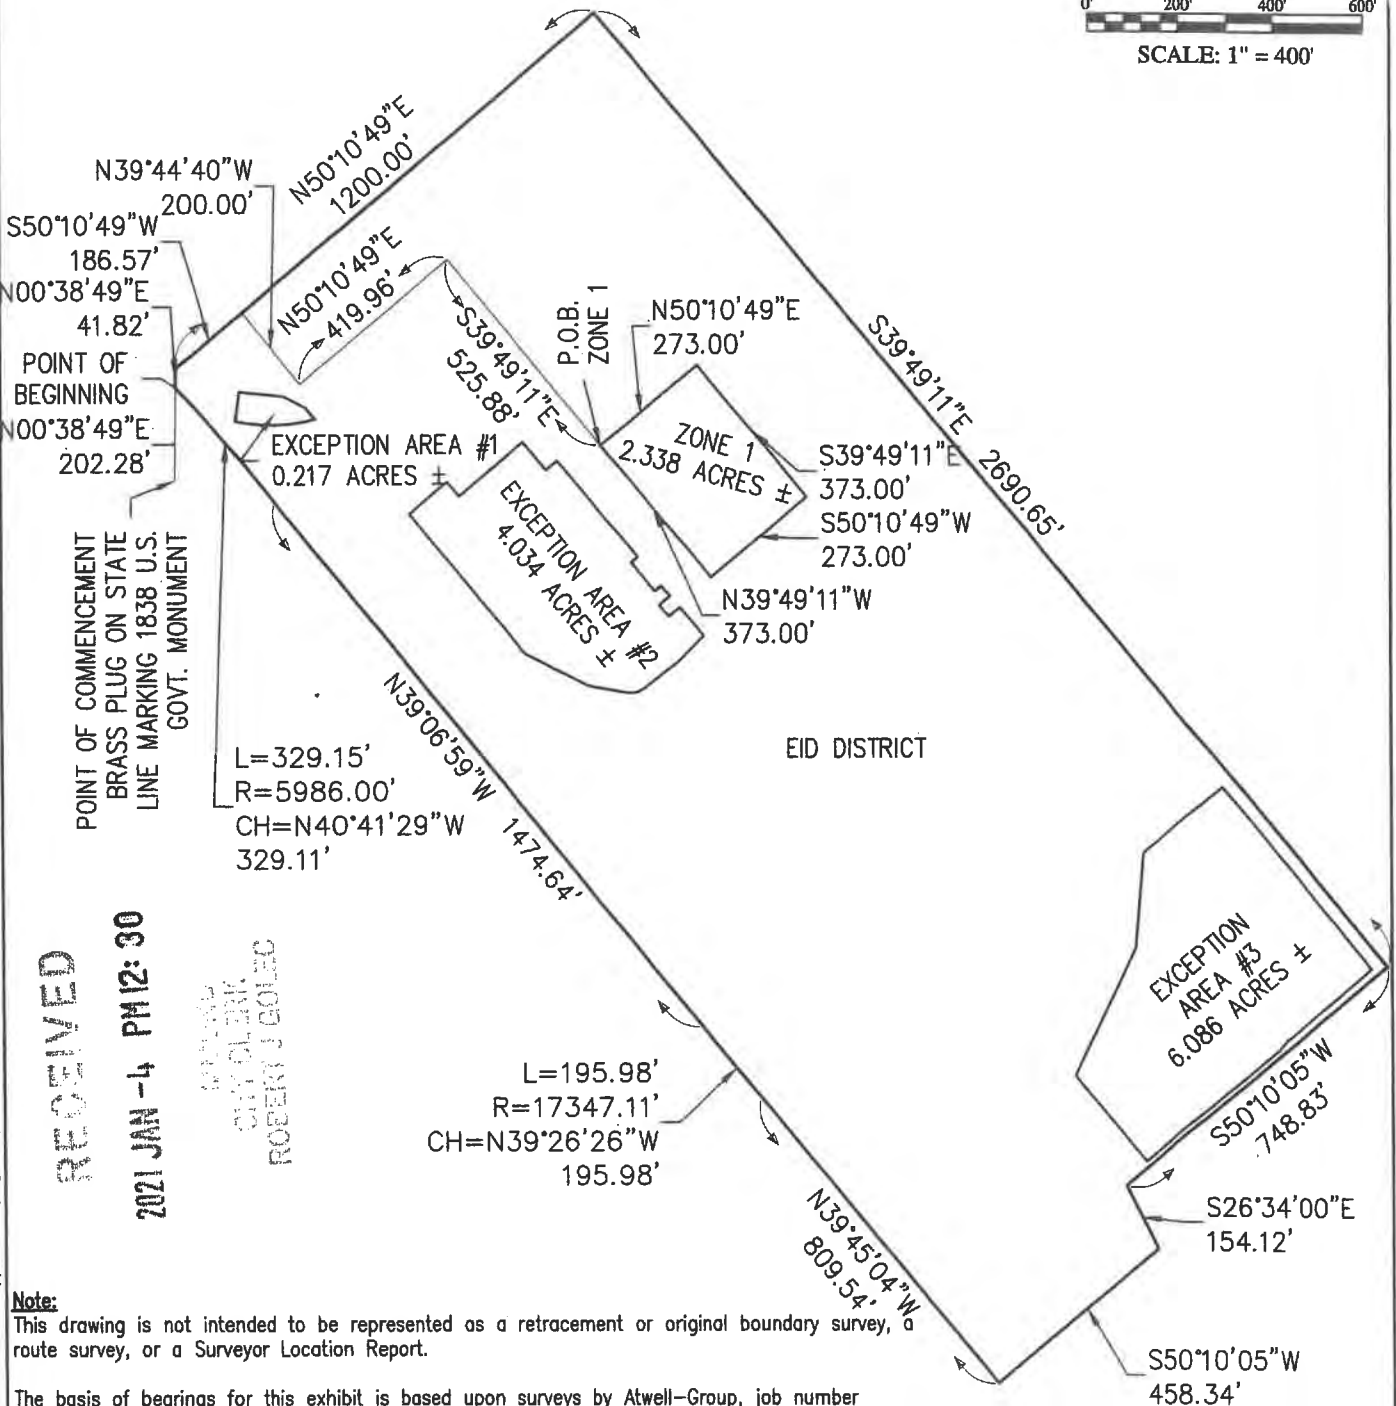 0' 200' 400' 600'
SCALE: 1" = 400'
N50°10'49"E
1200.00'
N39°44'40"W
200.00'
S50°10'49"W
186.57'
N00°38'49"E
41.82'
POINT OF
BEGINNING
N00°38'49"E
202.28'
N50°10'49"E
419.96'
S39°49'11"E
525.88'
P.O.B.
ZONE 1
N50°10'49"E
273.00'
ZONE 1
2.338 ACRES ±
S39°49'11"E
373.00'
S50°10'49"W
273.00'
N39°49'11"W
373.00'
S39°49'11"E 2690.65'
EXCEPTION AREA #1
0.217 ACRES ±
EXCEPTION AREA #2
4.034 ACRES ±
POINT OF COMMENCEMENT
BRASS PLUG ON STATE
LINE MARKING 1838 U.S.
GOVT. MONUMENT
L=329.15'
R=5986.00'
CH=N40°41'29"W
329.11'
N39°06'59"W 1474.64'
EID DISTRICT
EXCEPTION
AREA #3
6.086 ACRES ±
RECEIVED
2021 JAN -4 PM 12: 30
CITY CLERK
ROBERT J GOLEC
L=195.98'
R=17347.11'
CH=N39°26'26"W
195.98'
S50°10'05"W
748.83'
S26°34'00"E
154.12'
N39°45'04"W
809.54'
S50°10'05"W
458.34'
Note:
This drawing is not intended to be represented as a retracement or original boundary survey, a
route survey, or a Surveyor Location Report.
The basis of bearings for this exhibit is based upon surveys by Atwell-Group, job number